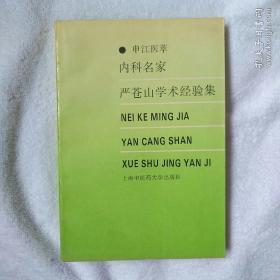 ● 申江医萃
内科名家
严苍山学术经验集
NEI KE MING JIA
YAN CANG SHAN
XUE SHU JING YAN JI
上海中医药大学出版社